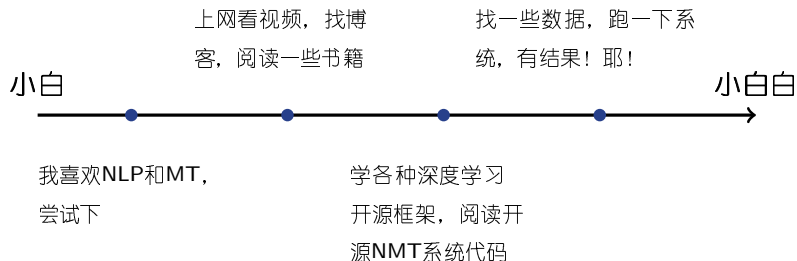 上网看视频，找博
客，阅读一些书籍
找一些数据，跑一下系
统，有结果！耶！
小白
小白白
我喜欢NLP和MT，
尝试下
学各种深度学习
开源框架，阅读开
源NMT系统代码